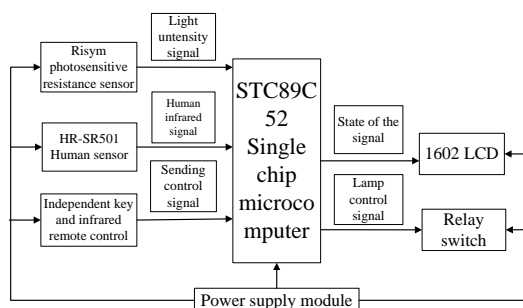 Risym
photosensitive
resistance sensor
Light
untensity
signal
HR-SR501
Human sensor
Human
infrared
signal
Independent key
and infrared
remote control
Sending
control
signal
STC89C
52
Single
chip
microco
mputer
State of the
signal
1602 LCD
Lamp
control
signal
Relay
switch
Power supply module